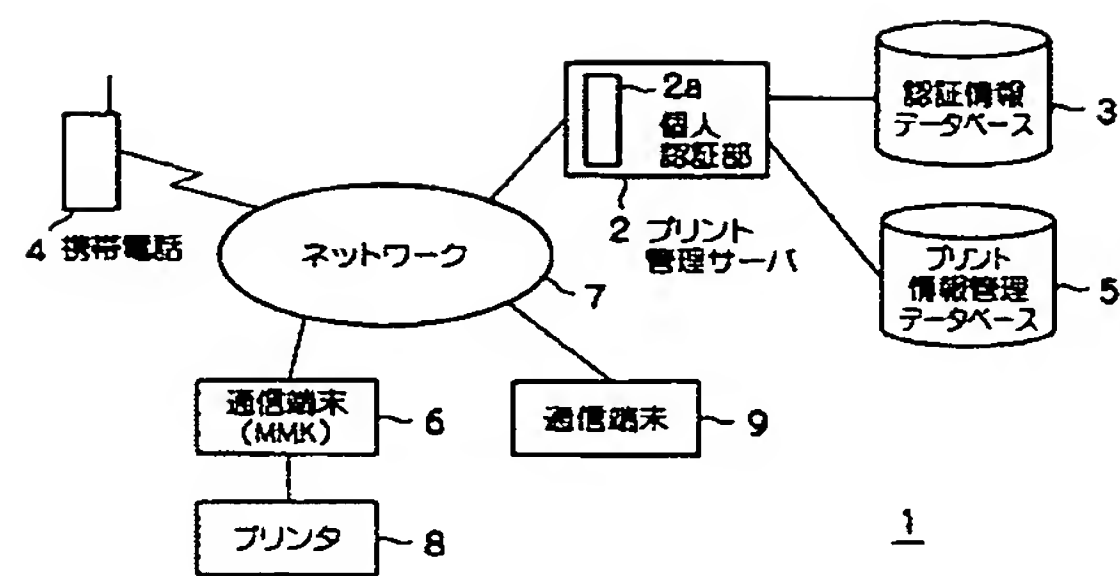 2a
個人
認証部
認証情報
データベース
3
4 携帯電話
ネットワーク
7
2 プリント
管理サーバ
プリント
情報管理
データベース
5
通信端末
(MMK)
6
通信端末
9
プリンタ
8
1